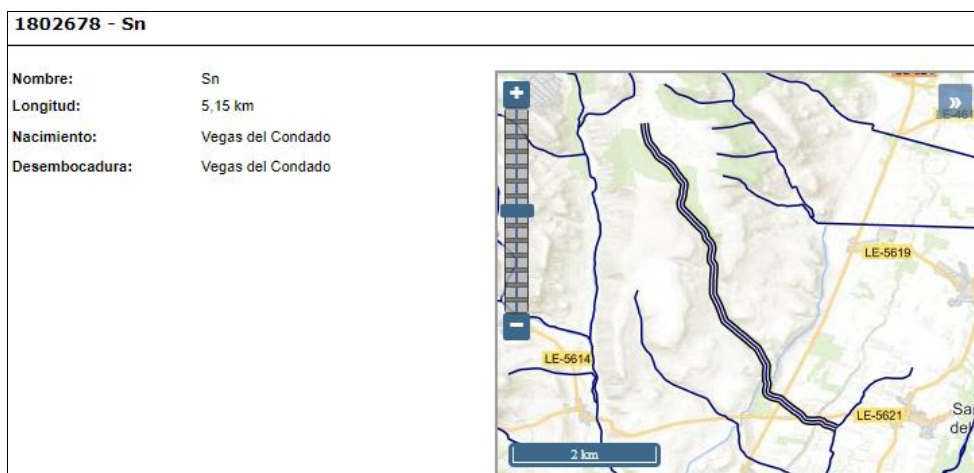 1802678 - Sn
Nombre: Sn
Longitud: 5,15 km
Nacimiento: Vegas del Condado
Desembocadura: Vegas del Condado
+
»
LE-5619
−
LE-5614
LE-5621
2 km